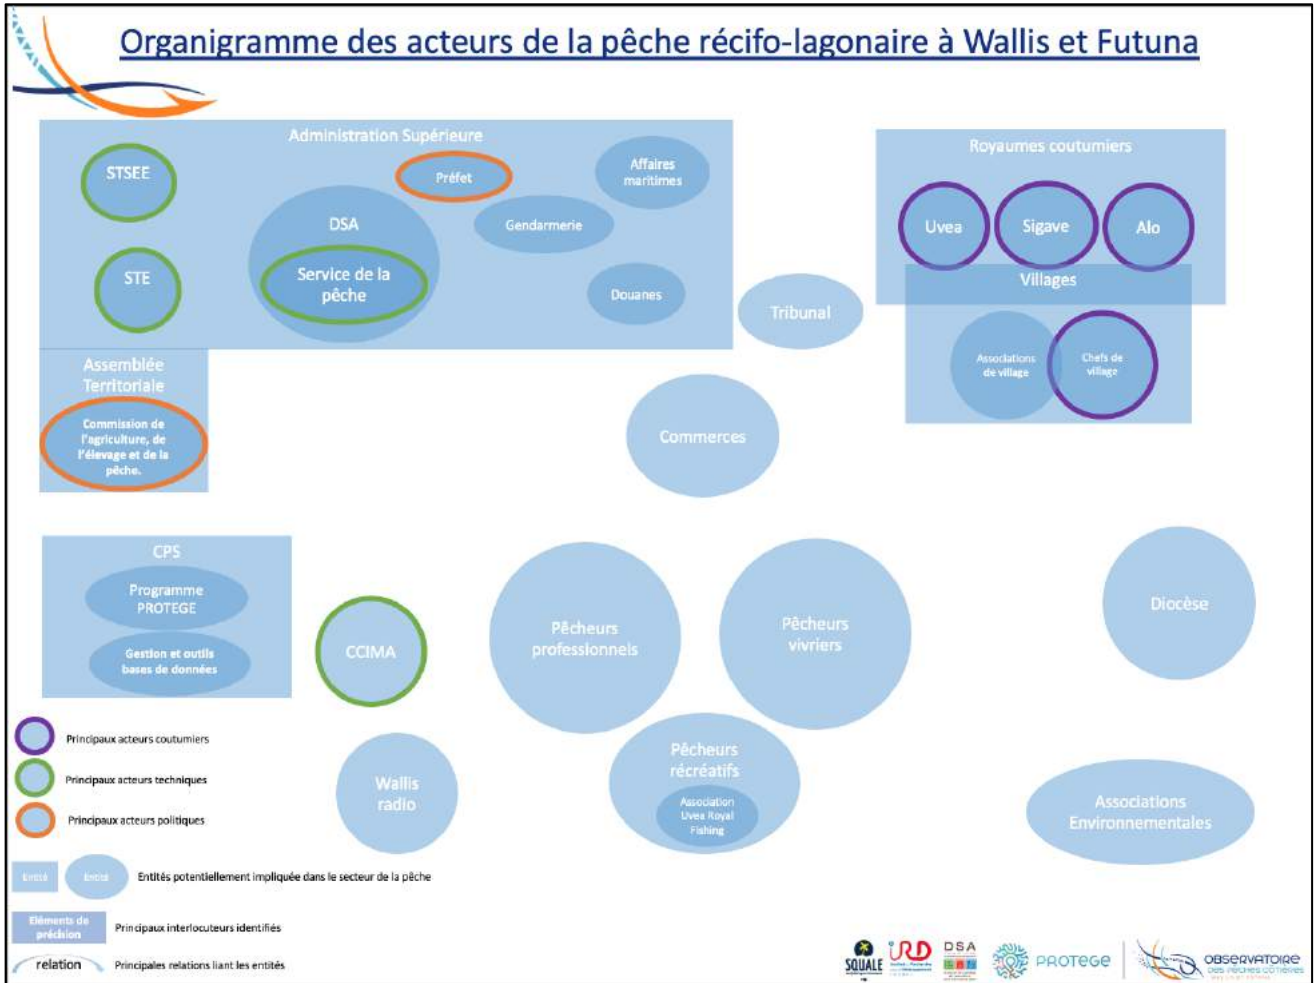 Organigramme des acteurs de la pêche récifo-lagonaire à Wallis et Futuna
Administration Supérieure
STSEE
Préfet
Affaires
maritimes
DSA
Gendarmerie
Service de la
pêche
STE
Douanes
Royaumes coutumiers
Uvea
Sigave
Alo
Villages
Associations
de village
Chefs de
village
Tribunal
Assemblée
Territoriale
Commission de
l'agriculture, de
l'élevage et de la
pêche.
Commerces
CPS
Programme
PROTEGE
Gestion et outils
bases de données
CCIMA
Pêcheurs
professionnels
Pêcheurs
vivriers
Diocèse
Wallis
radio
Pêcheurs
récréatifs
Association
Uvea Royal
Fishing
Associations
Environnementales
Principaux acteurs coutumiers
Principaux acteurs techniques
Principaux acteurs politiques
Entité
Entité
Entités potentiellement impliquée dans le secteur de la pêche
Eléments de
précision
Principaux interlocuteurs identifiés
relation
Principales relations liant les entités
SQUALE
IRD
DSA
PROTEGE
OBSERVATOIRE
DES PÊCHES CÔTIÈRES